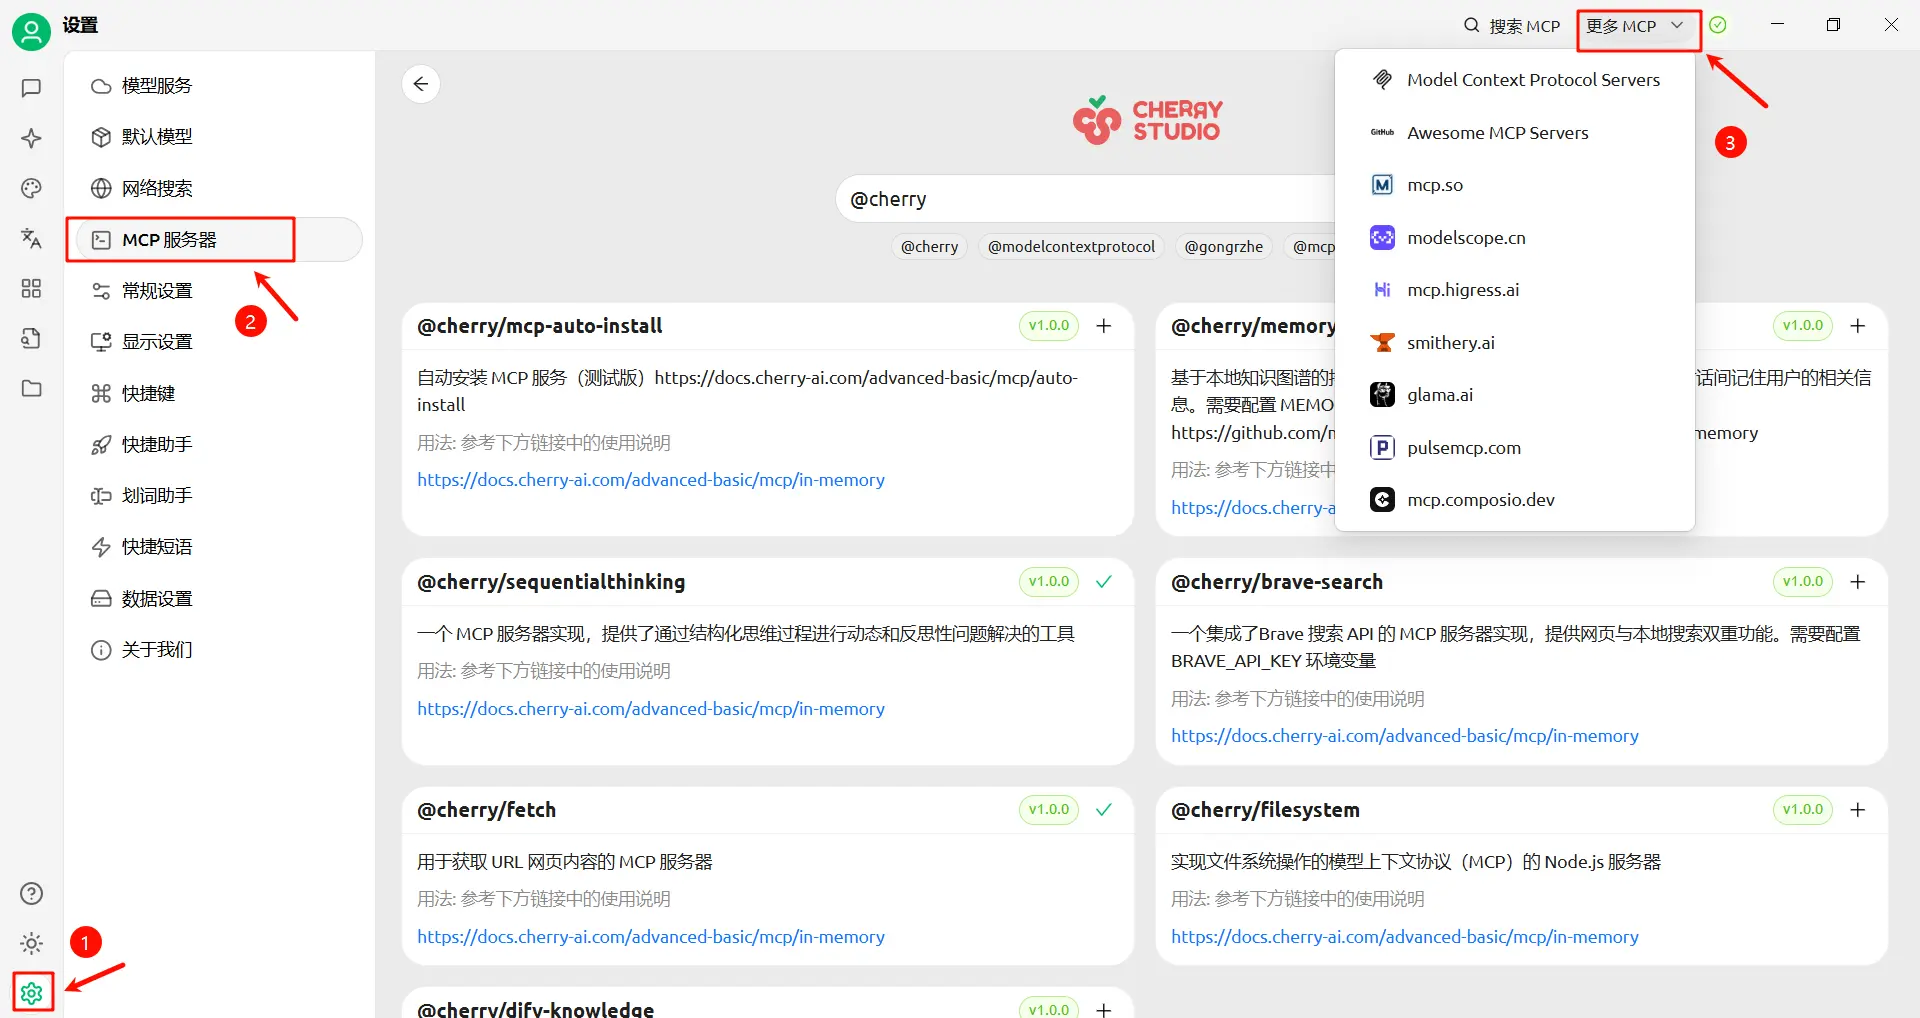 设置
搜索 MCP
更多 MCP
模型服务
默认模型
网络搜索
MCP 服务器
常规设置
显示设置
快捷键
快捷助手
划词助手
快捷短语
数据设置
关于我们
1
2
3
CHERRY
STUDIO
@cherry
@cherry
@modelcontextprotocol
@gongrzhe
@mcp
Model Context Protocol Servers
GitHub
Awesome MCP Servers
mcp.so
modelscope.cn
mcp.higress.ai
smithery.ai
glama.ai
pulsemcp.com
mcp.composio.dev
@cherry/mcp-auto-install
v1.0.0
自动安装 MCP 服务（测试版）https://docs.cherry-ai.com/advanced-basic/mcp/auto-
install
用法: 参考下方链接中的使用说明
https://docs.cherry-ai.com/advanced-basic/mcp/in-memory
@cherry/memory
v1.0.0
基于本地知识图谱的 话间记住用户的相关信
息。需要配置 MEMO
https://github.com/ memory
用法: 参考下方链接中
https://docs.cherry-a
@cherry/sequentialthinking
v1.0.0
一个 MCP 服务器实现，提供了通过结构化思维过程进行动态和反思性问题解决的工具
用法: 参考下方链接中的使用说明
https://docs.cherry-ai.com/advanced-basic/mcp/in-memory
@cherry/brave-search
v1.0.0
一个集成了Brave 搜索 API 的 MCP 服务器实现，提供网页与本地搜索双重功能。需要配置
BRAVE_API_KEY 环境变量
用法: 参考下方链接中的使用说明
https://docs.cherry-ai.com/advanced-basic/mcp/in-memory
@cherry/fetch
v1.0.0
用于获取 URL 网页内容的 MCP 服务器
用法: 参考下方链接中的使用说明
https://docs.cherry-ai.com/advanced-basic/mcp/in-memory
@cherry/filesystem
v1.0.0
实现文件系统操作的模型上下文协议（MCP）的 Node.js 服务器
用法: 参考下方链接中的使用说明
https://docs.cherry-ai.com/advanced-basic/mcp/in-memory
@cherry/dify-knowledge
v1.0.0